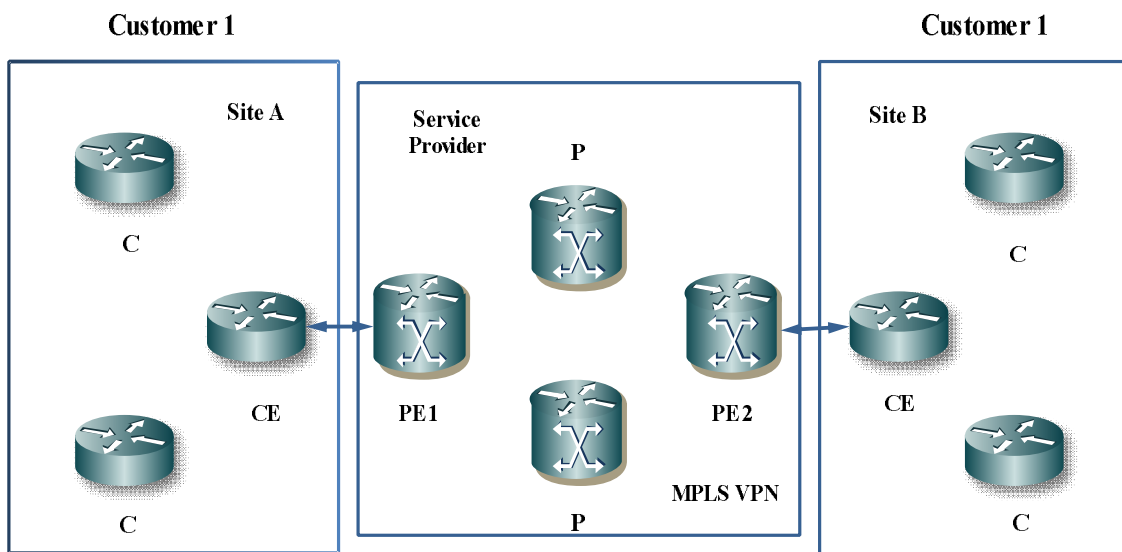 Customer 1
Customer 1
Site A
Service
Provider
Site B
P
C
C
CE
PE1
PE2
CE
MPLS VPN
C
P
C